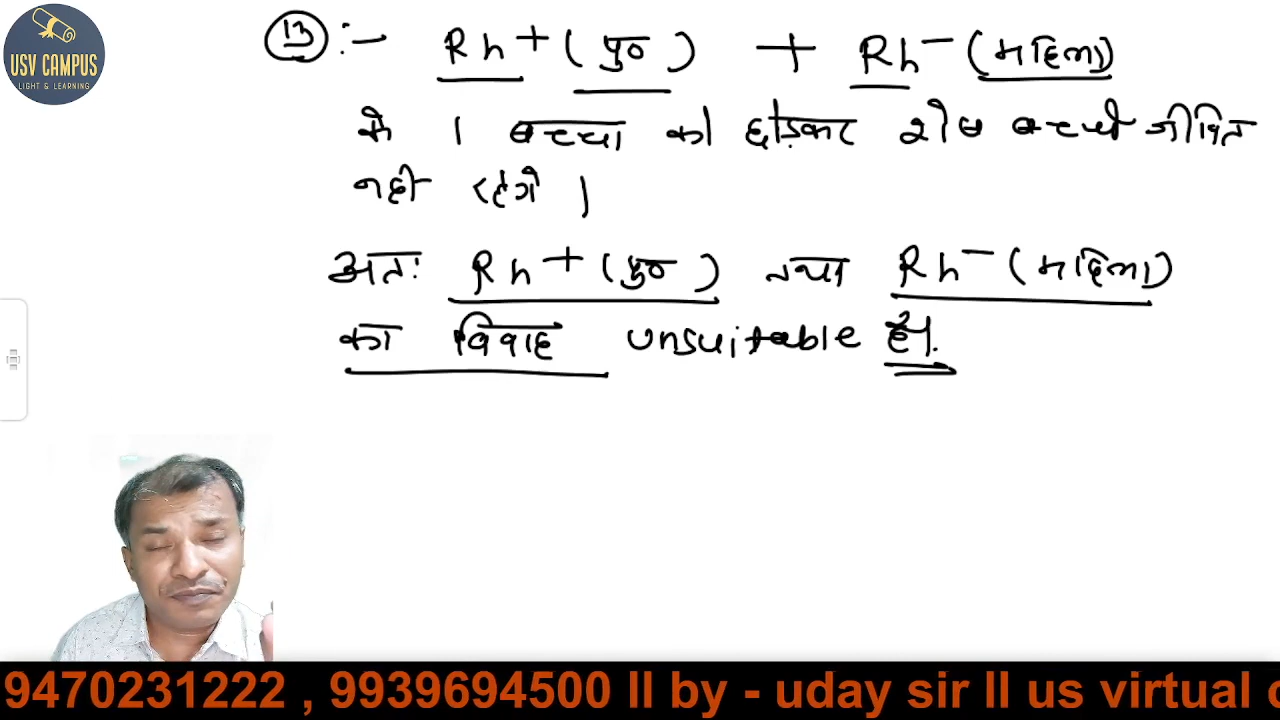 USV CAMPUS
LIGHT & LEARNING
13 :- Rh+ (पु०) + Rh- (महिला)
के 1 बच्चा को छोड़कर शेष बच्चे जीवित
नहीं रहेंगे ।
अतः Rh+ (पु०) तथा Rh- (महिला)
का विवाह unsuitable है।
9470231222 , 9939694500 ll by - uday sir ll us virtual c